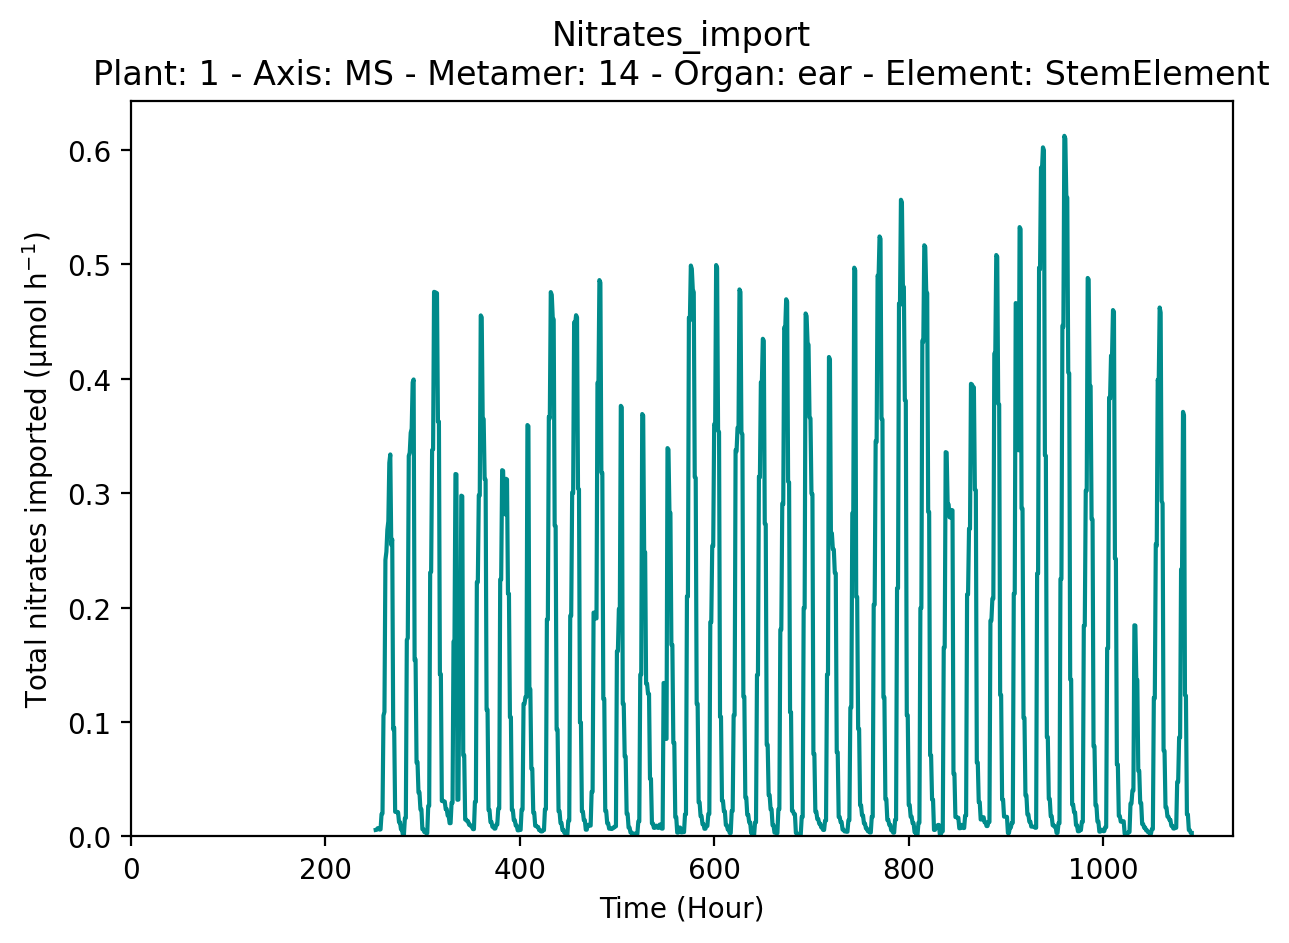 Nitrates_import
Plant: 1 - Axis: MS - Metamer: 14 - Organ: ear - Element: StemElement
Total nitrates imported (µmol h⁻¹)
0.6
0.5
0.4
0.3
0.2
0.1
0.0
0 200 400 600 800 1000
Time (Hour)